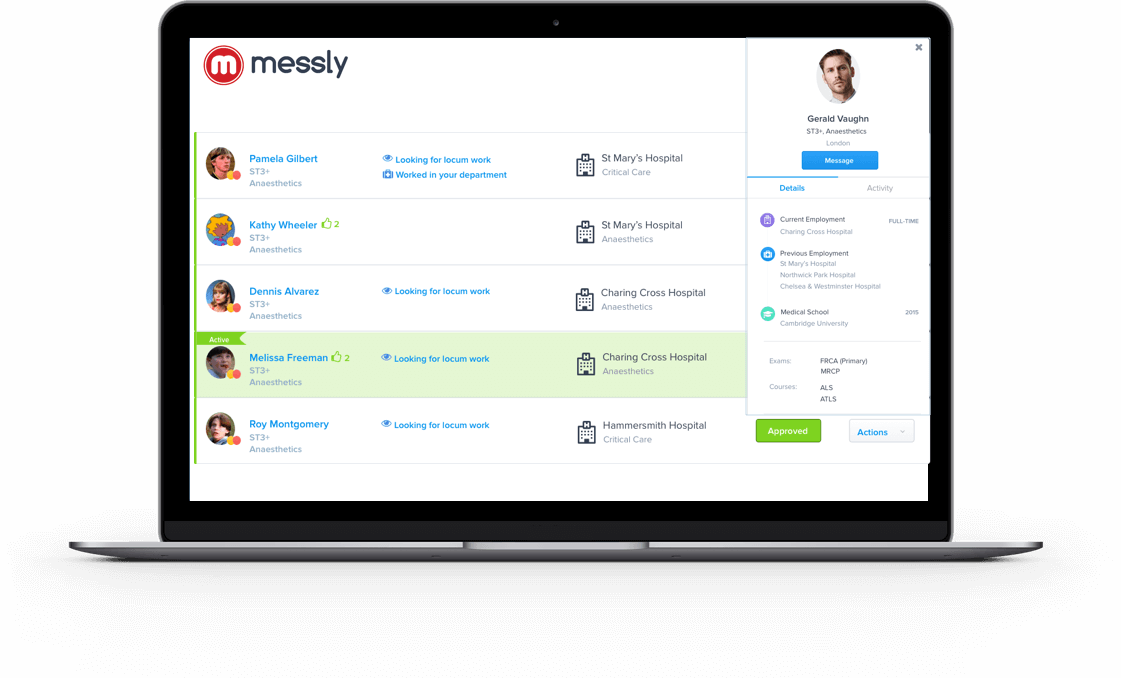 m messly
Pamela Gilbert
ST3+
Anaesthetics
Looking for locum work
Worked in your department
St Mary's Hospital
Critical Care
Kathy Wheeler 2
ST3+
Anaesthetics
St Mary's Hospital
Anaesthetics
Dennis Alvarez
ST3+
Anaesthetics
Looking for locum work
Charing Cross Hospital
Anaesthetics
Active
Melissa Freeman 2
ST3+
Anaesthetics
Looking for locum work
Charing Cross Hospital
Anaesthetics
Roy Montgomery
ST3+
Anaesthetics
Looking for locum work
Hammersmith Hospital
Critical Care
Approved
Actions
Gerald Vaughn
ST3+, Anaesthetics
London
Message
Details Activity
Current Employment FULL-TIME
Charing Cross Hospital
Previous Employment
St Mary's Hospital
Northwick Park Hospital
Chelsea & Westminster Hospital
Medical School 2015
Cambridge University
Exams: FRCA (Primary)
MRCP
Courses: ALS
ATLS